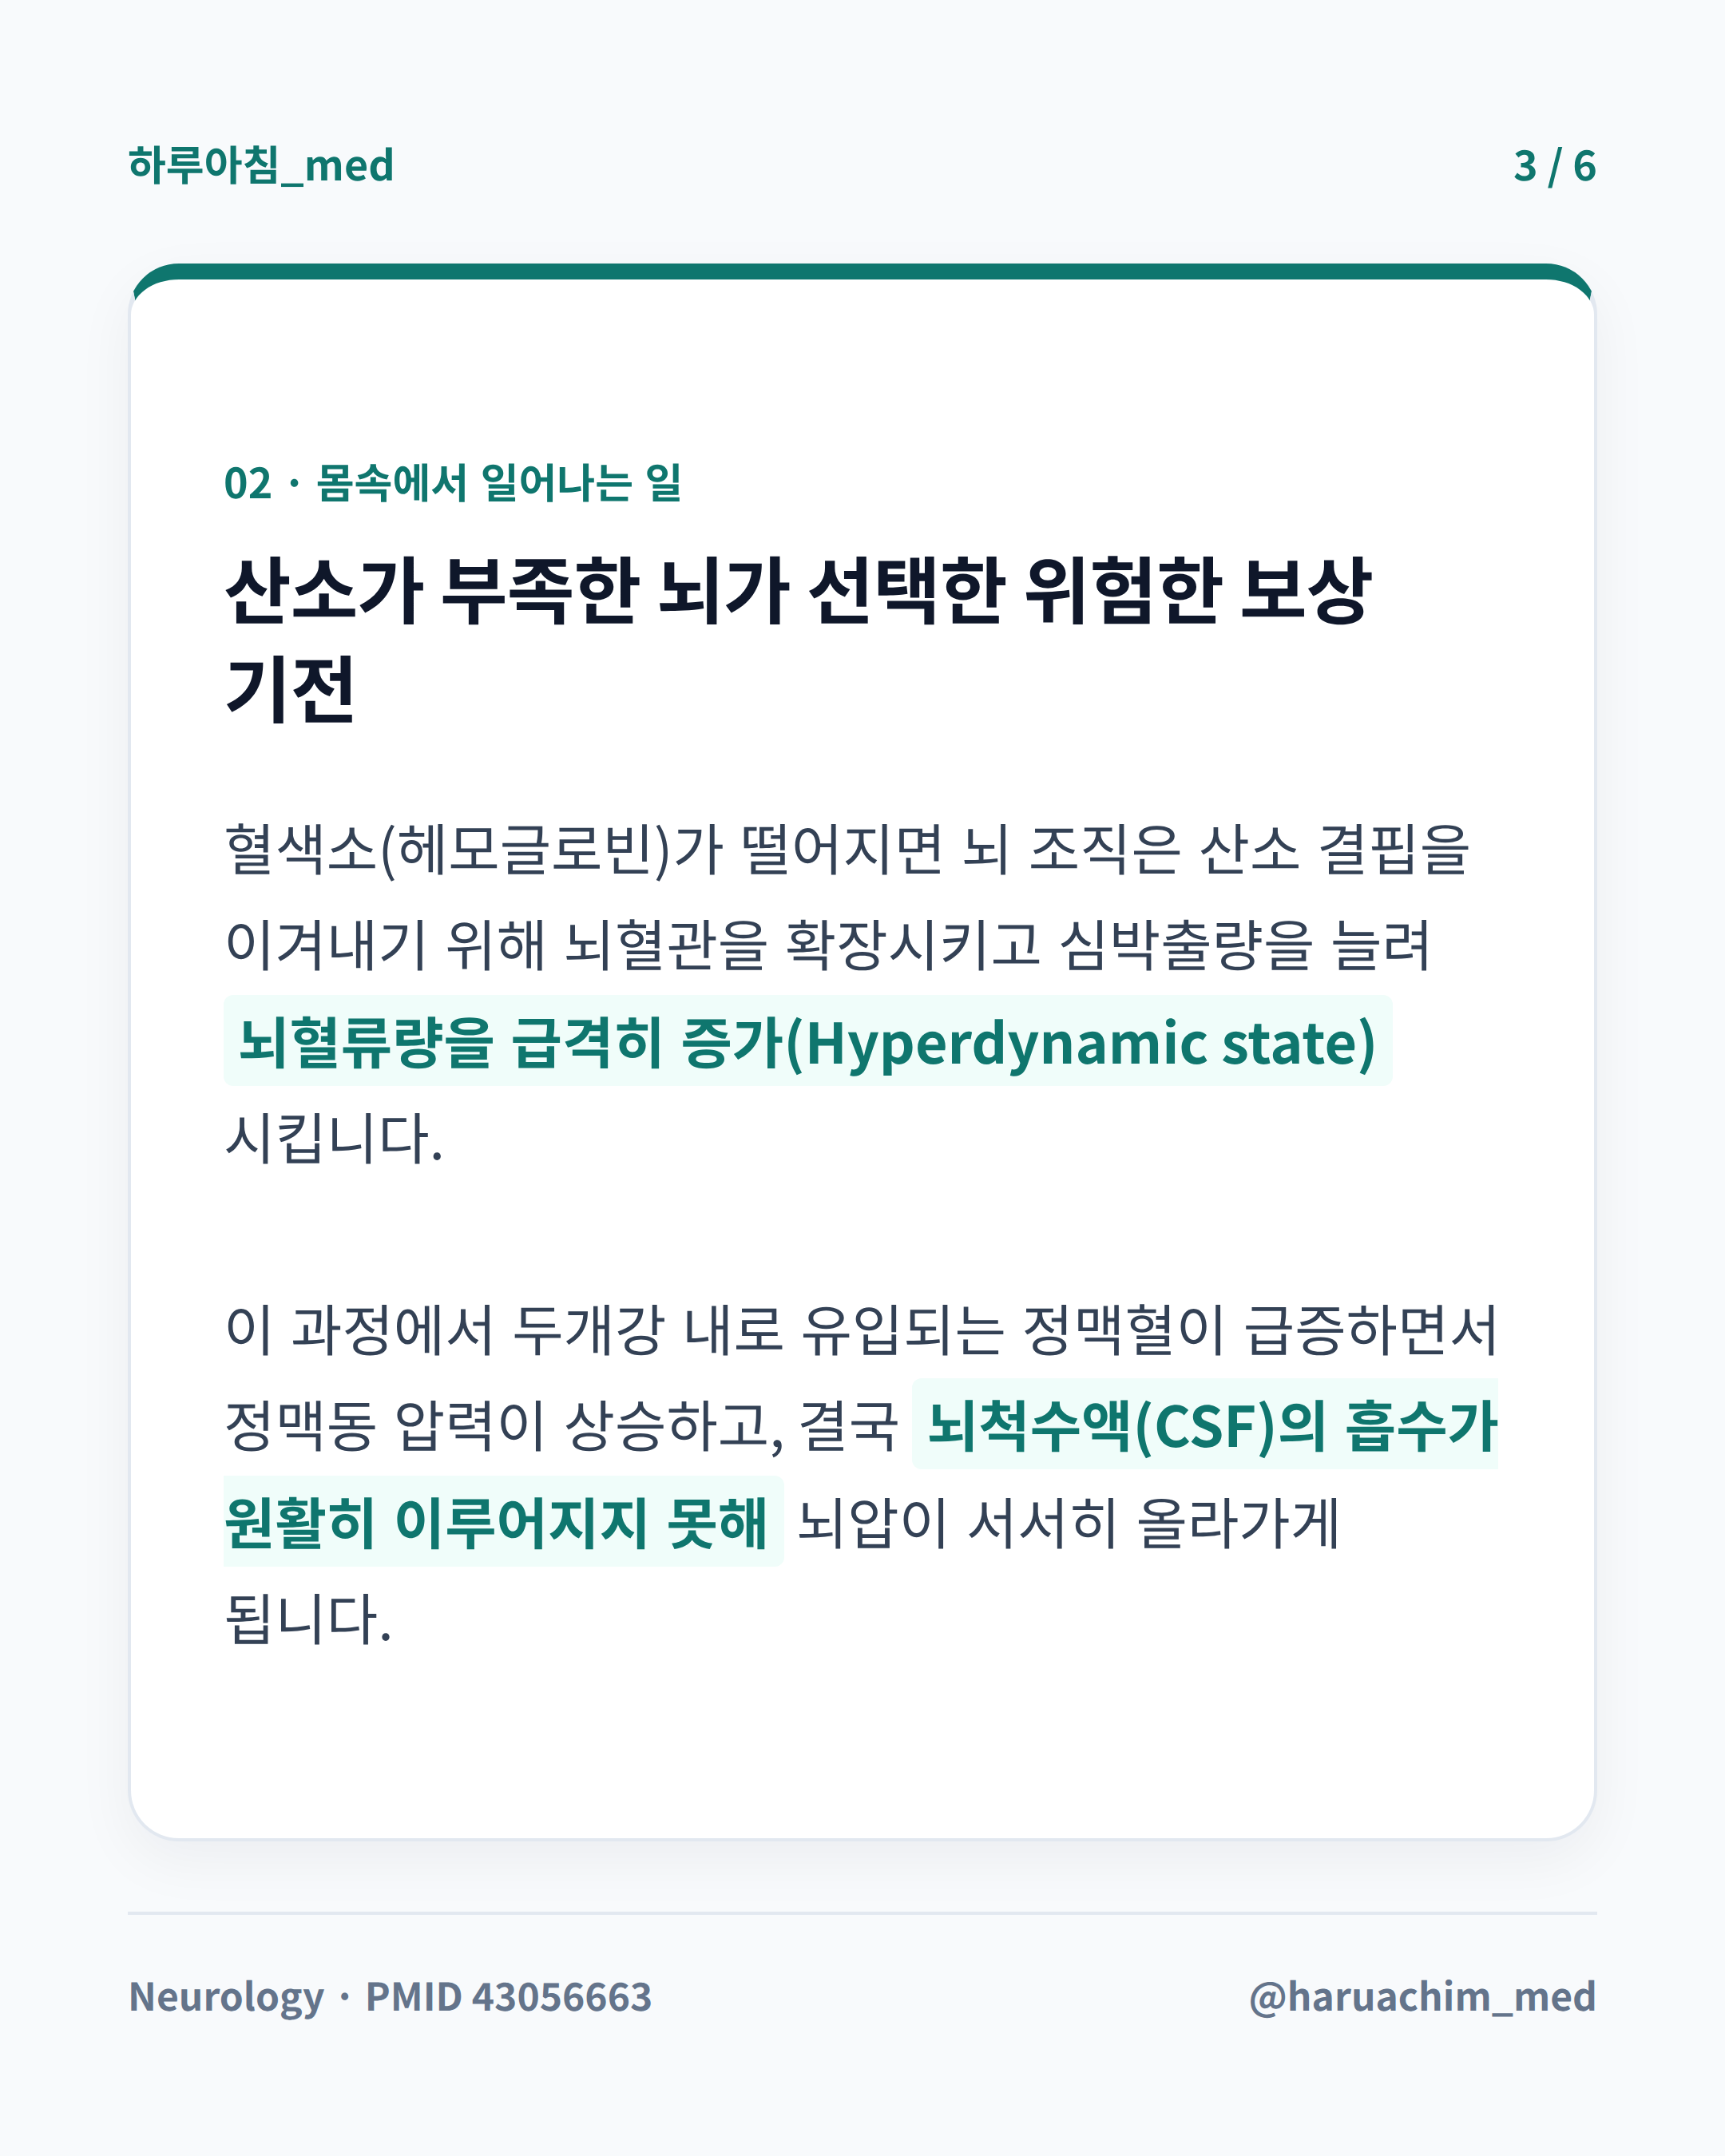 하루아침_med
3 / 6
02 · 몸속에서 일어나는 일
산소가 부족한 뇌가 선택한 위험한 보상
기전
혈색소(헤모글로빈)가 떨어지면 뇌 조직은 산소 결핍을
이겨내기 위해 뇌혈관을 확장시키고 심박출량을 늘려
뇌혈류량을 급격히 증가(Hyperdynamic state)
시킵니다.
이 과정에서 두개강 내로 유입되는 정맥혈이 급증하면서
정맥동 압력이 상승하고, 결국 뇌척수액(CSF)의 흡수가
원활히 이루어지지 못해 뇌압이 서서히 올라가게
됩니다.
Neurology · PMID 43056663
@haruachim_med